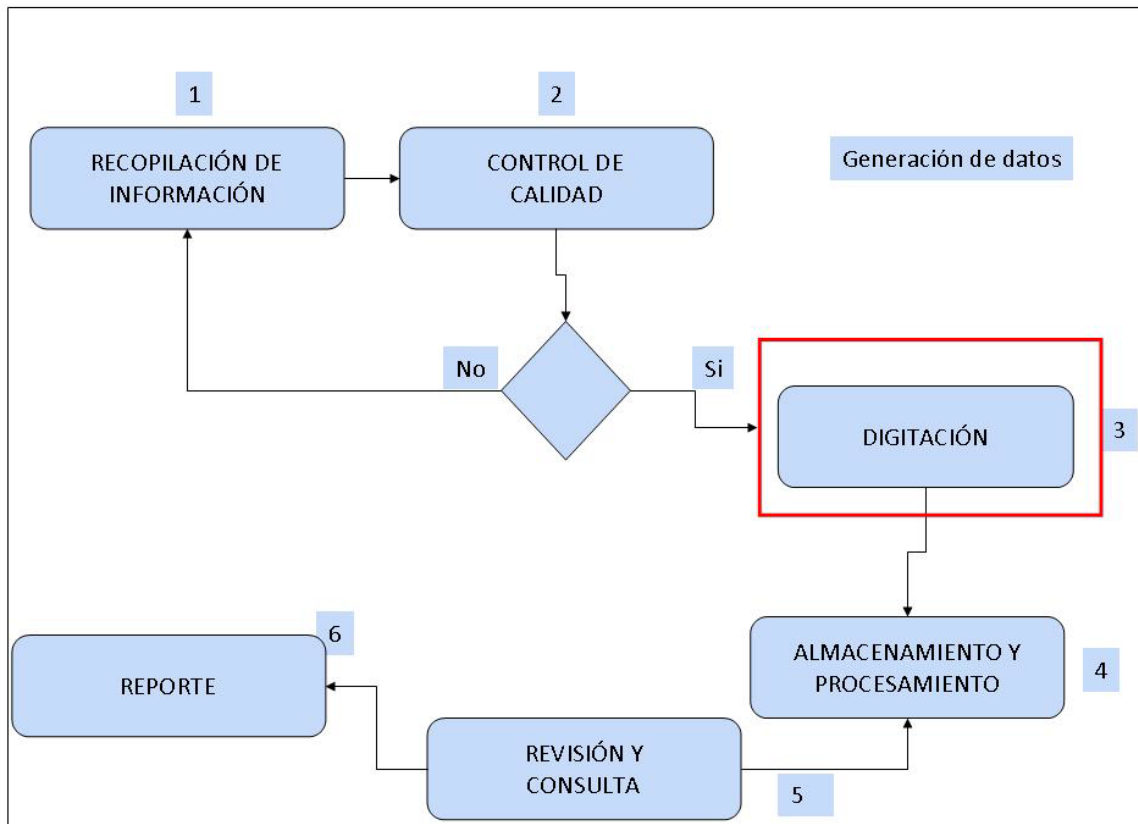 1
RECOPILACIÓN DE
INFORMACIÓN
2
CONTROL DE
CALIDAD
Generación de datos
No
Si
DIGITACIÓN
3
ALMACENAMIENTO Y
PROCESAMIENTO
4
REVISIÓN Y
CONSULTA
5
6
REPORTE